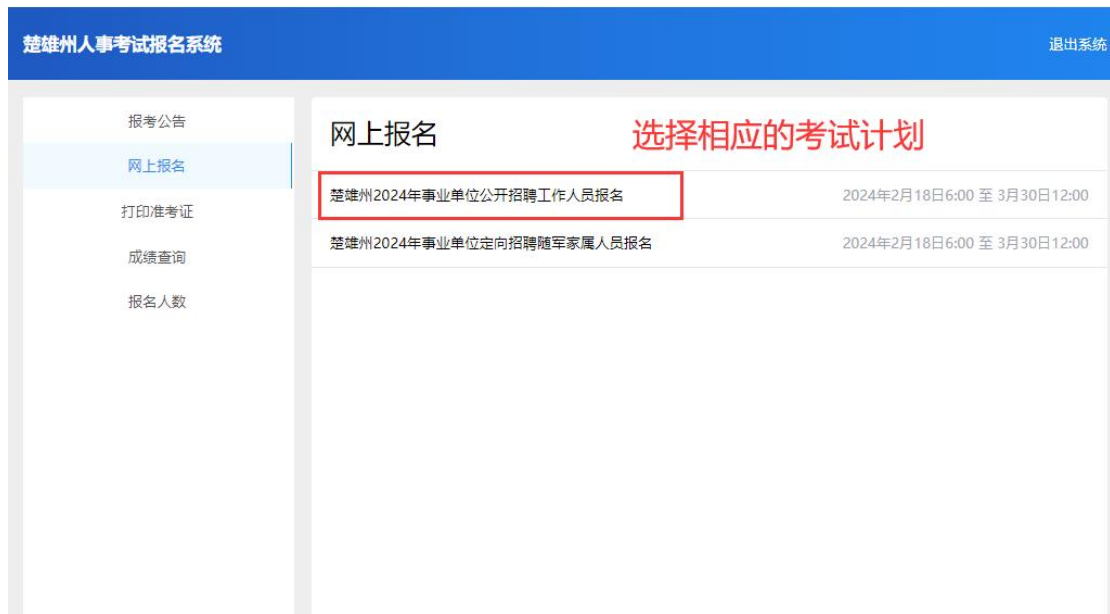 楚雄州人事考试报名系统
退出系统
报考公告
网上报名
打印准考证
成绩查询
报名人数
网上报名
选择相应的考试计划
楚雄州2024年事业单位公开招聘工作人员报名 2024年2月18日6:00 至 3月30日12:00
楚雄州2024年事业单位定向招聘随军家属人员报名 2024年2月18日6:00 至 3月30日12:00